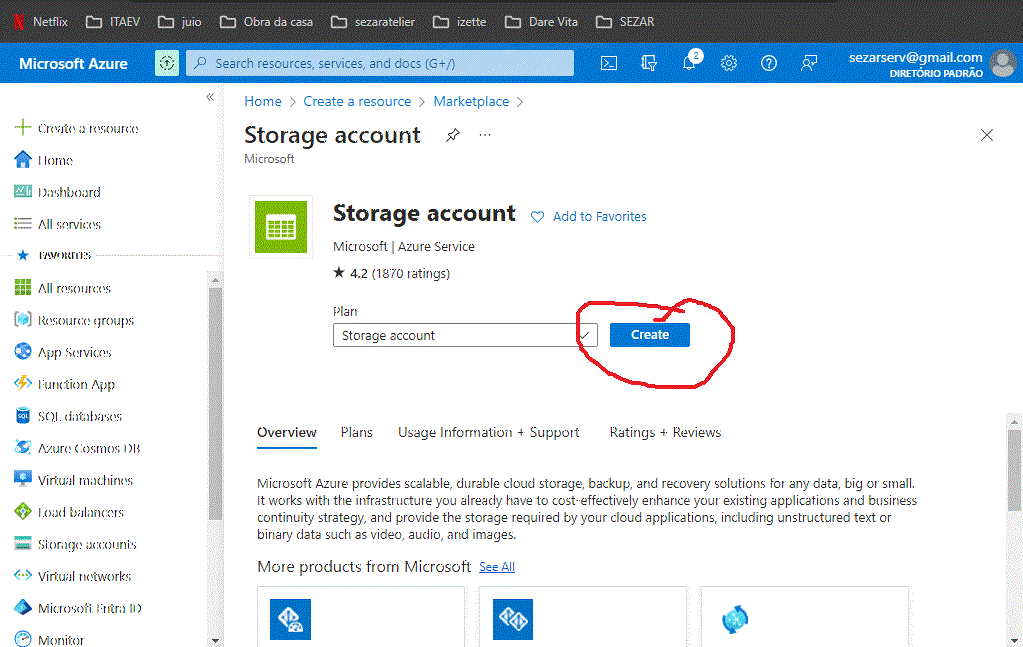 Netflix ITAEV juio Obra da casa sezaratelier izette Dare Vita SEZAR
Microsoft Azure Search resources, services, and docs (G+/) 2 sezarserv@gmail.com
DIRETÓRIO PADRÃO
«
Create a resource
Home
Dashboard
All services
FAVORITES
All resources
Resource groups
App Services
Function App
SQL databases
Azure Cosmos DB
Virtual machines
Load balancers
Storage accounts
Virtual networks
Microsoft Entra ID
Monitor
Home > Create a resource > Marketplace >
Storage account ...
Microsoft
Storage account Add to Favorites
Microsoft | Azure Service
★ 4.2 (1870 ratings)
Plan
Storage account Create
Overview Plans Usage Information + Support Ratings + Reviews
Microsoft Azure provides scalable, durable cloud storage, backup, and recovery solutions for any data, big or small.
It works with the infrastructure you already have to cost-effectively enhance your existing applications and business
continuity strategy, and provide the storage required by your cloud applications, including unstructured text or
binary data such as video, audio, and images.
More products from Microsoft See All